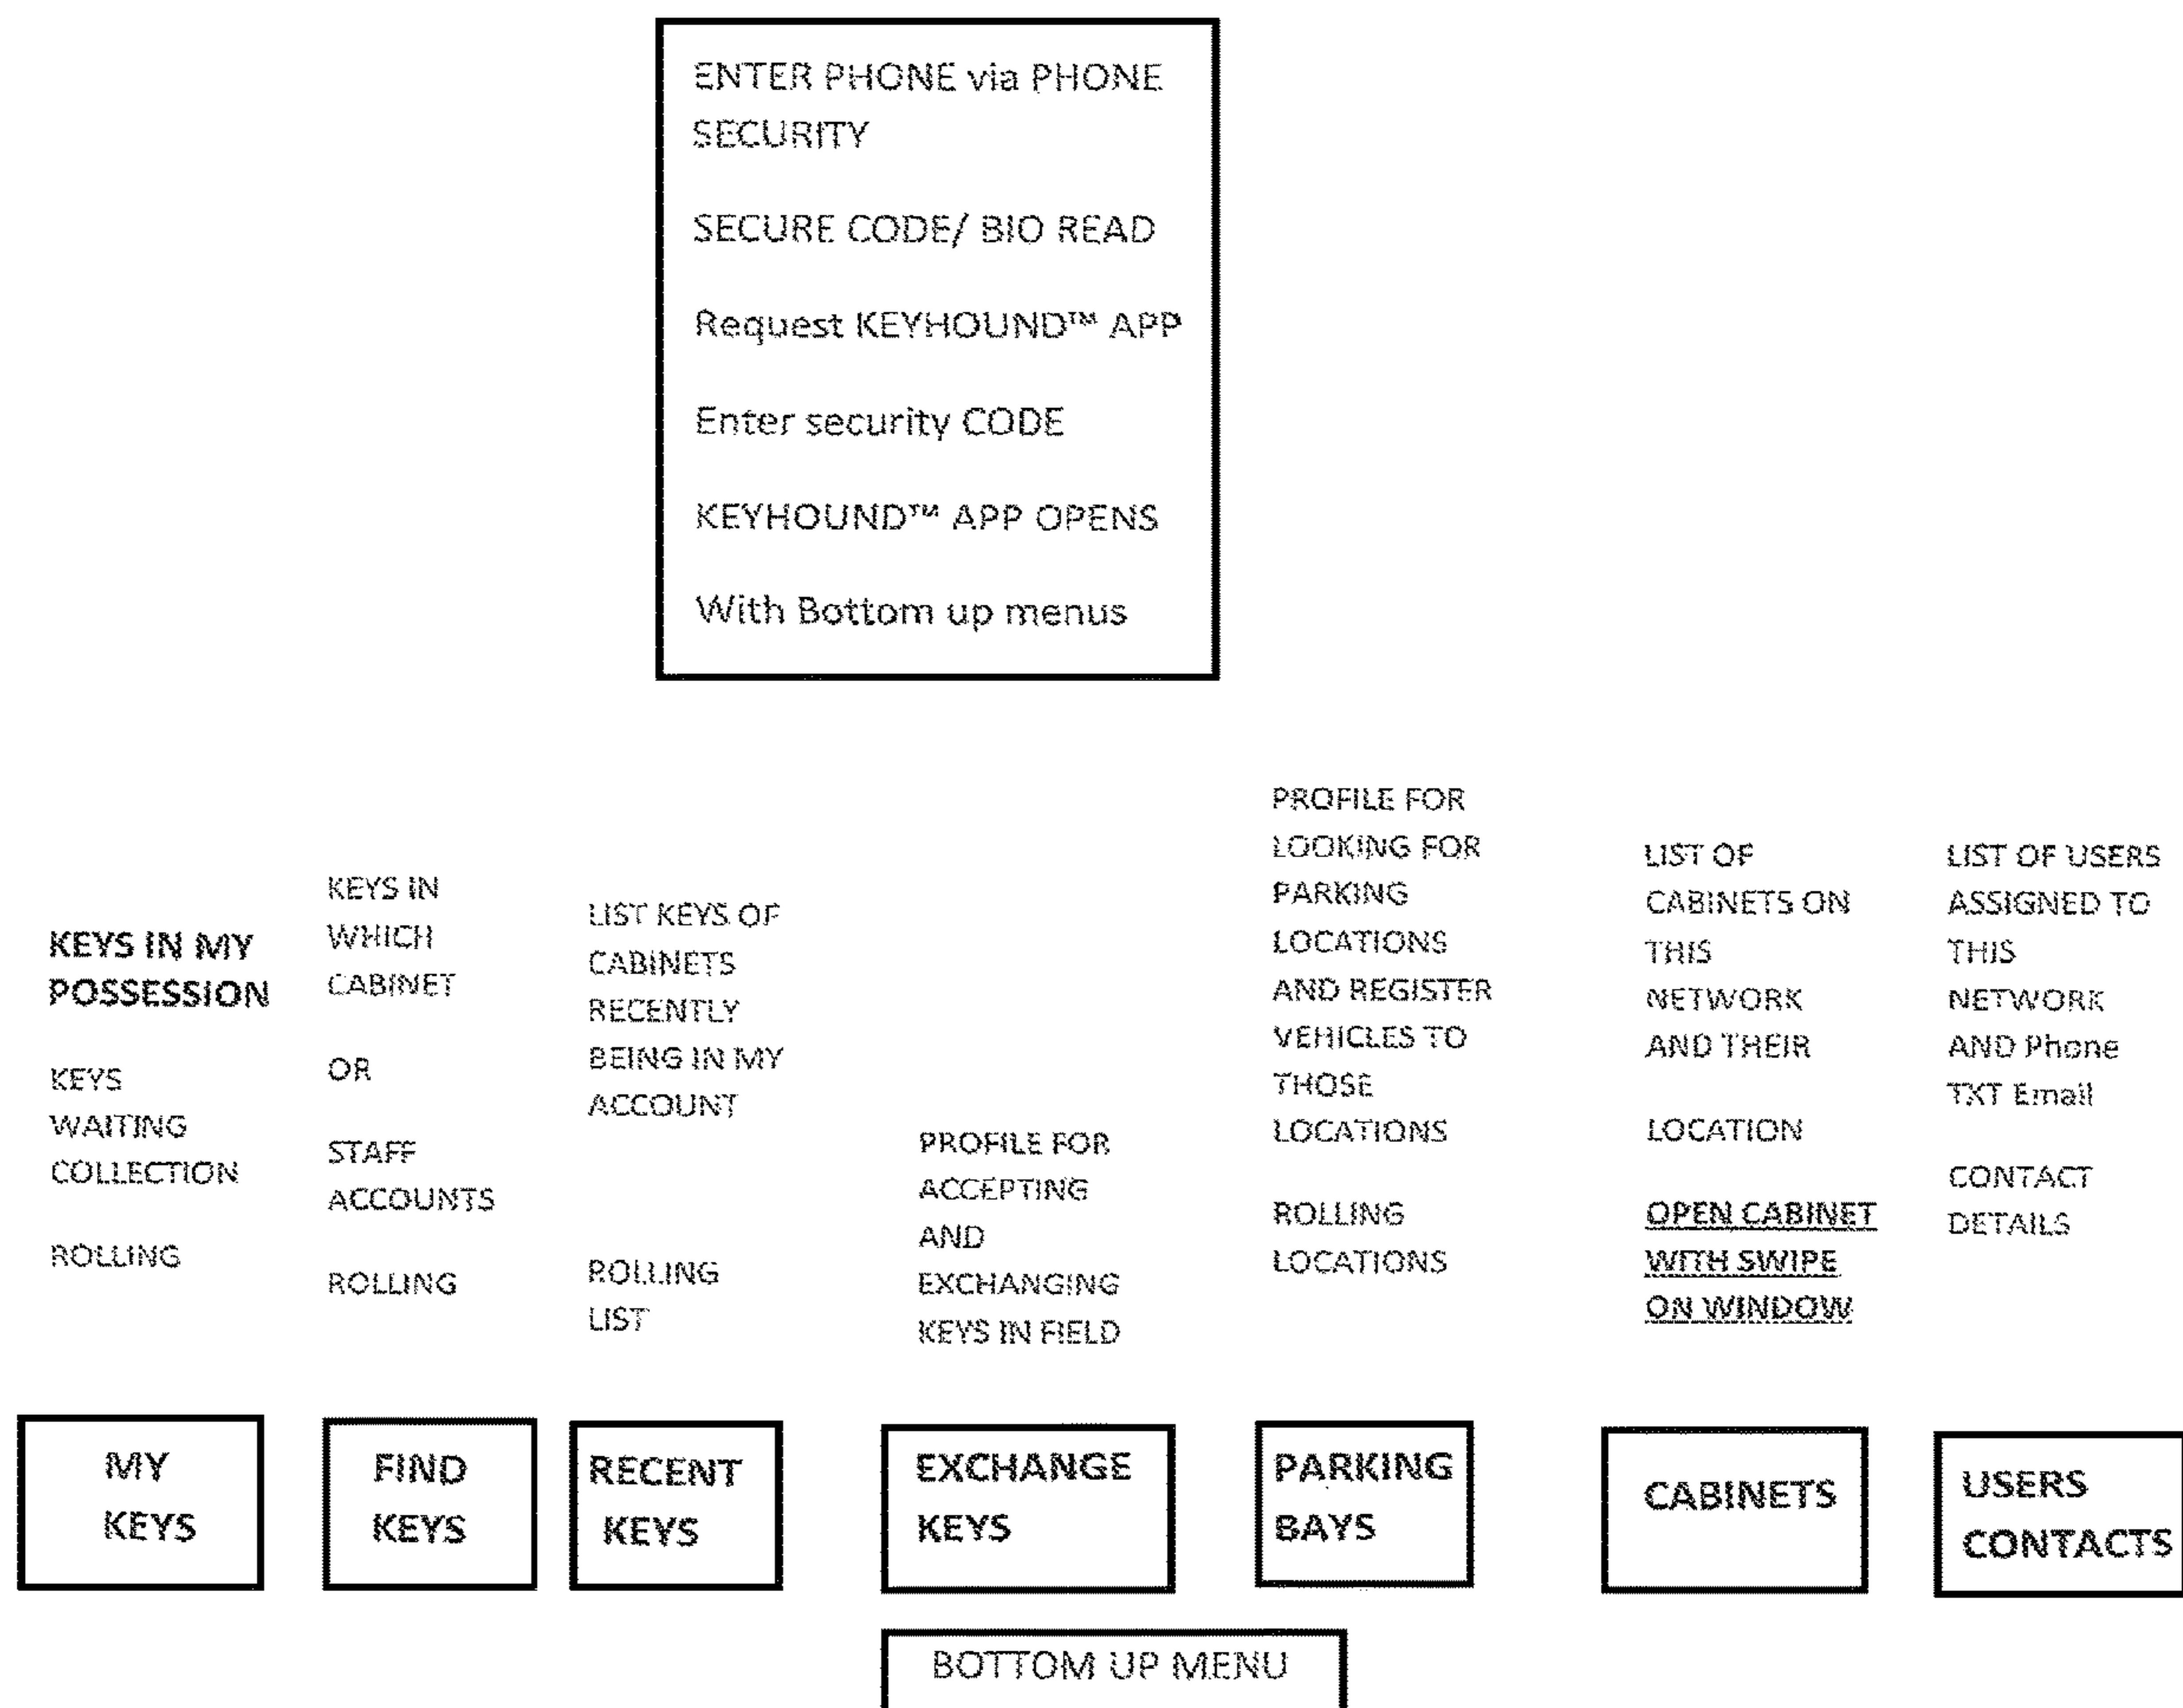 ENTER PHONE via PHONE
SECURITY
SECURE CODE/ BIO READ
Request KEYHOUND™ APP
Enter security CODE
KEYHOUND™ APP OPENS
With Bottom up menus
KEYS IN MY
POSSESSION
KEYS
WAITING
COLLECTION
ROLLING
KEYS IN
WHICH
CABINET
OR
STAFF
ACCOUNTS
ROLLING
LIST KEYS OF
CABINETS
RECENTLY
BEING IN MY
ACCOUNT
ROLLING
LIST
PROFILE FOR
ACCEPTING
AND
EXCHANGING
KEYS IN FIELD
PROFILE FOR
LOOKING FOR
PARKING
LOCATIONS
AND REGISTER
VEHICLES TO
THOSE
LOCATIONS
ROLLING
LOCATIONS
LIST OF
CABINETS ON
THIS
NETWORK
AND THEIR
LOCATION
OPEN CABINET
WITH SWIPE
ON WINDOW
LIST OF USERS
ASSIGNED TO
THIS
NETWORK
AND Phone
TXT Email
CONTACT
DETAILS
MY
KEYS
FIND
KEYS
RECENT
KEYS
EXCHANGE
KEYS
PARKING
BAYS
CABINETS
USERS
CONTACTS
BOTTOM UP MENU